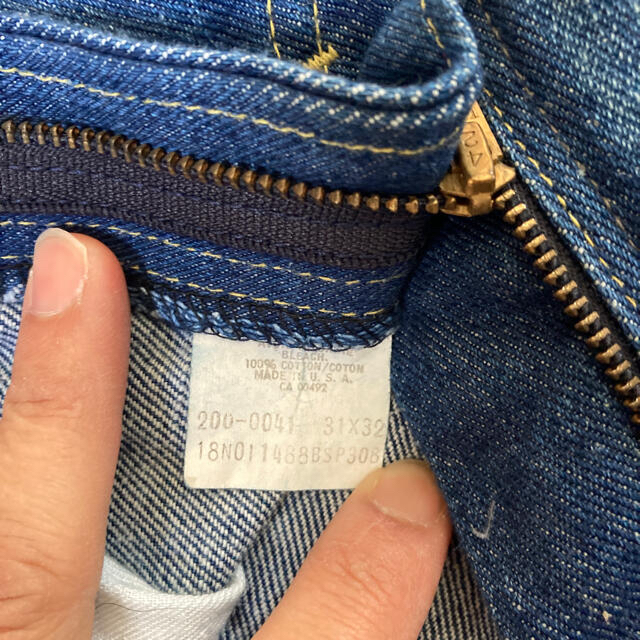 BLEACH.
100% COTTON/COTON
MADE IN U. S. A.
CA 00492
200-0041 31X32
18N011488BSP308